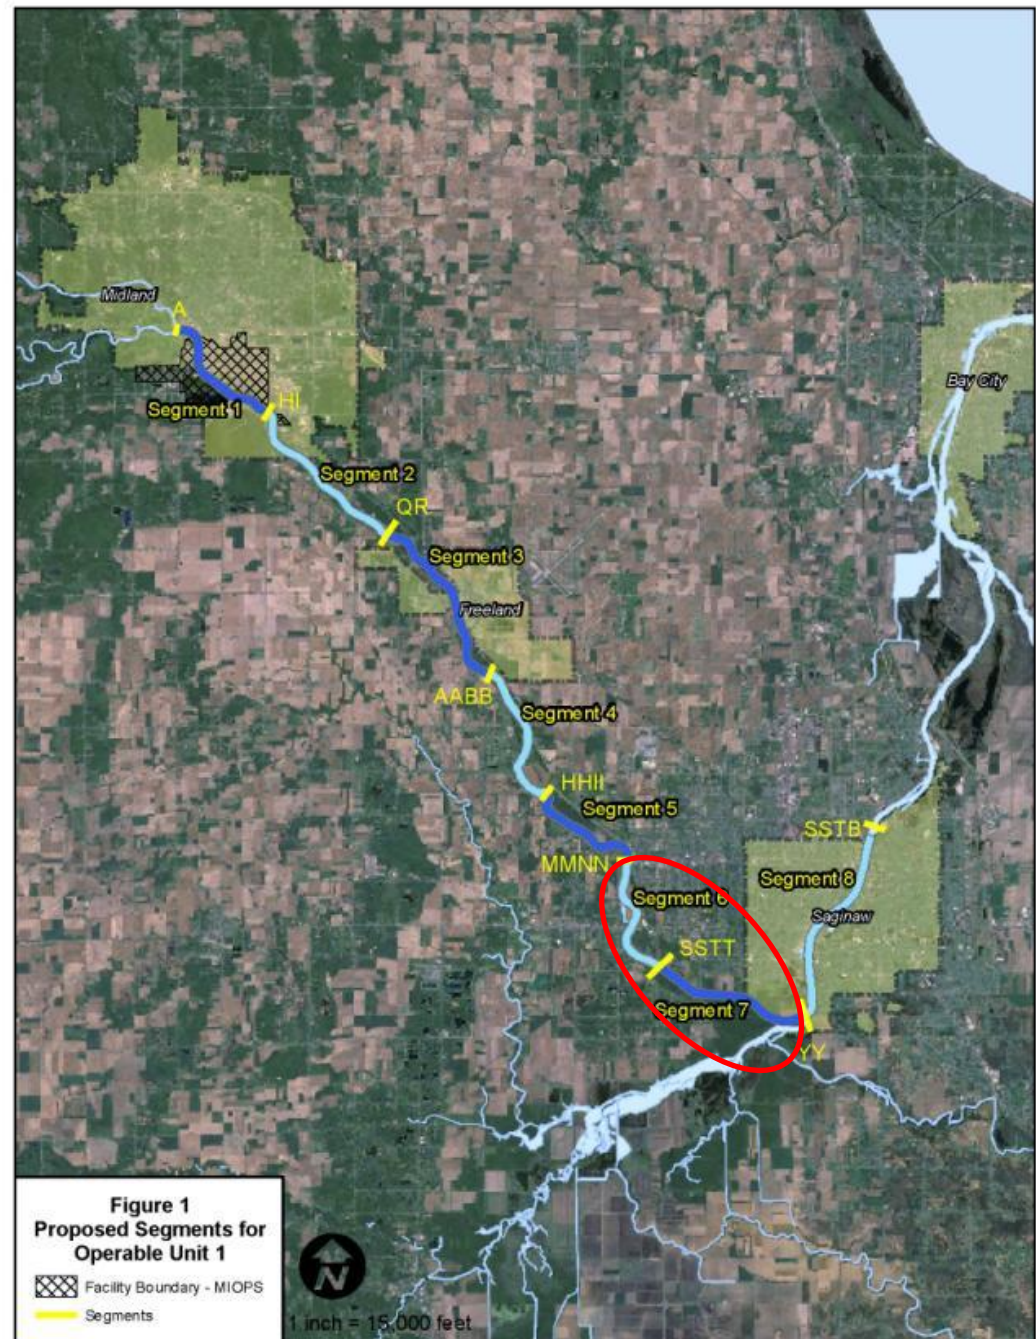 Midland
A
Segment 1
HI
Segment 2
QR
Segment 3
Freeland
AABB
Segment 4
HHII
Segment 5
MMNN
Segment 6
SSTT
Segment 7
YY
Bay City
SSTB
Segment 8
Saginaw
Figure 1
Proposed Segments for
Operable Unit 1
Facility Boundary - MIOPS
Segments
N
1 inch = 15,000 feet